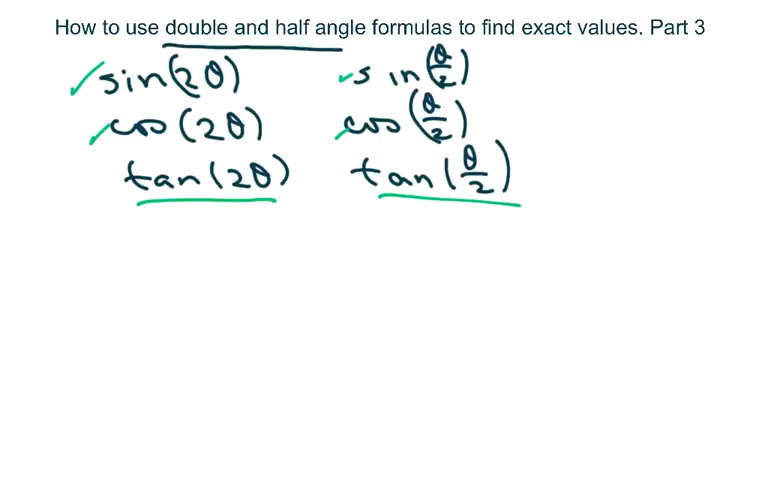 How to use double and half angle formulas to find exact values. Part 3
sin(2θ) sin(θ/2)
cos(2θ) cos(θ/2)
tan(2θ) tan(θ/2)